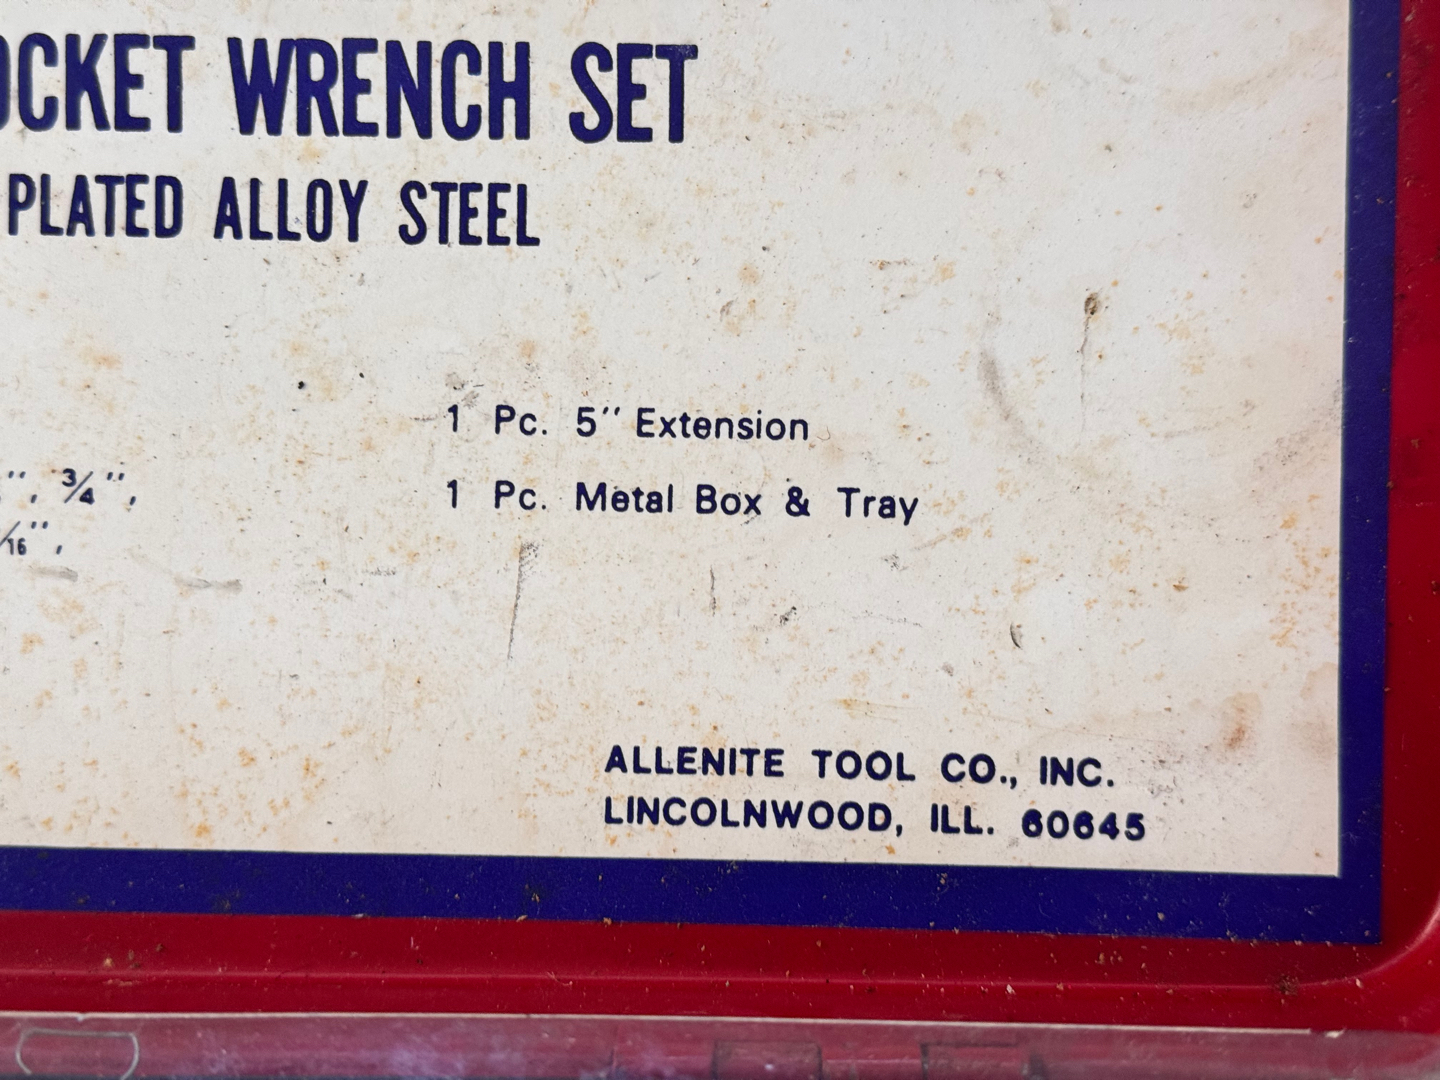 OCKET WRENCH SET
PLATED ALLOY STEEL
1 Pc. 5" Extension
", 3/4",
1 Pc. Metal Box & Tray
/16",
ALLENITE TOOL CO., INC.
LINCOLNWOOD, ILL. 60645